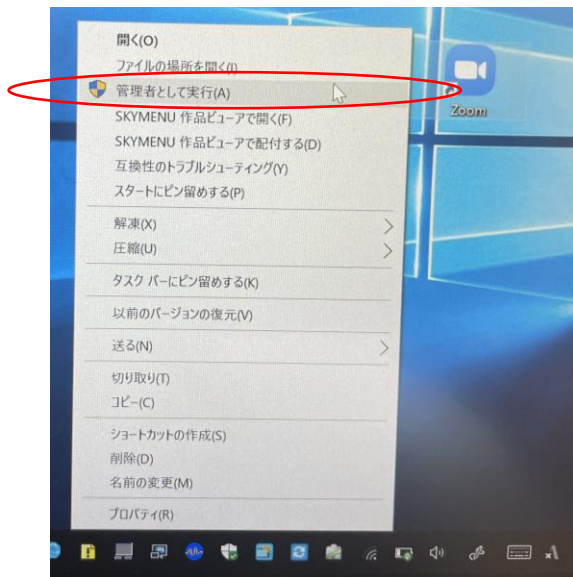 開く(O)
ファイルの場所を開く(I)
管理者として実行(A)
SKYMENU 作品ビューアで開く(F)
SKYMENU 作品ビューアで配付する(D)
互換性のトラブルシューティング(Y)
スタートにピン留めする(P)
解凍(X)
圧縮(U)
タスク バーにピン留めする(K)
以前のバージョンの復元(V)
送る(N)
切り取り(T)
コピー(C)
ショートカットの作成(S)
削除(D)
名前の変更(M)
プロパティ(R)
Zoom